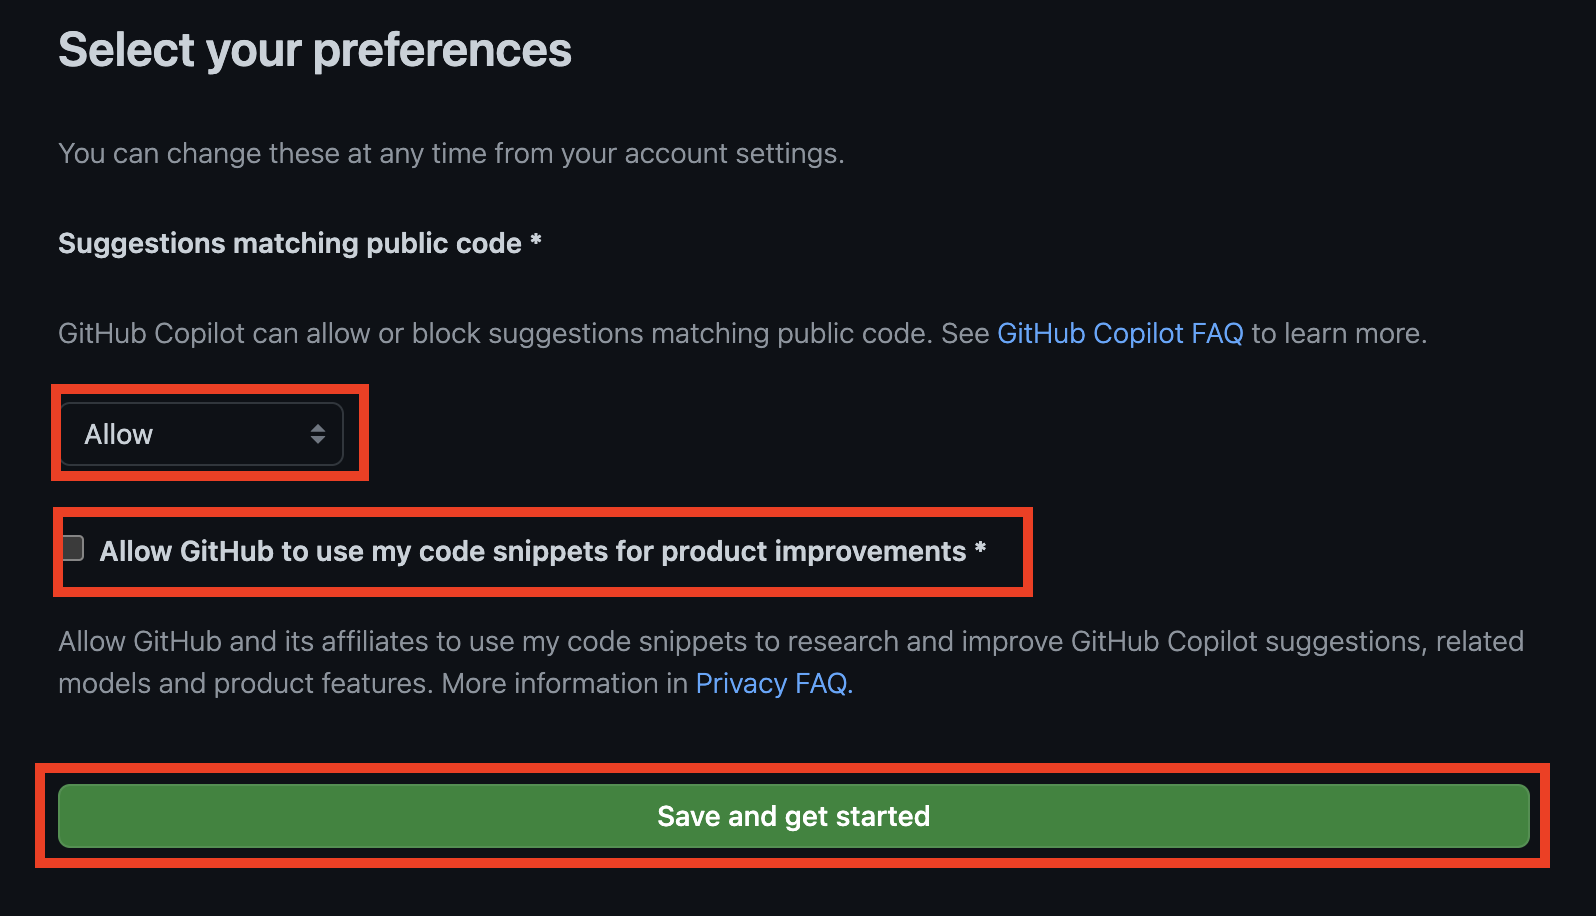 Select your preferences
You can change these at any time from your account settings.
Suggestions matching public code *
GitHub Copilot can allow or block suggestions matching public code. See GitHub Copilot FAQ to learn more.
Allow
Allow GitHub to use my code snippets for product improvements *
Allow GitHub and its affiliates to use my code snippets to research and improve GitHub Copilot suggestions, related
models and product features. More information in Privacy FAQ.
Save and get started